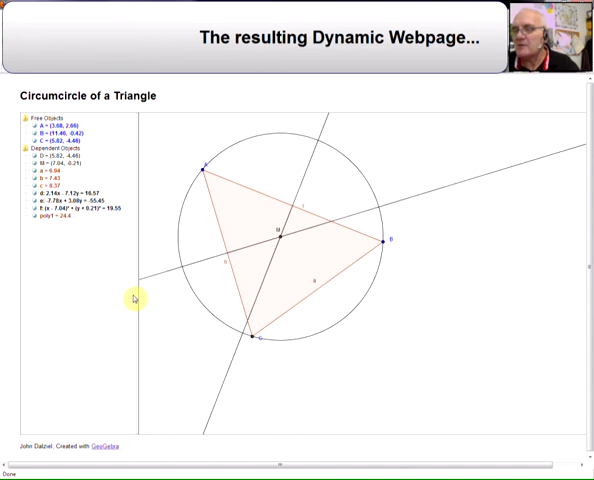 The resulting Dynamic Webpage...
Circumcircle of a Triangle
Free Objects
A = (3.68, 2.66)
B = (11.46, -0.42)
C = (5.82, -4.46)
Dependent Objects
D = (5.82, -4.46)
M = (7.04, -0.21)
a = 6.94
b = 7.43
c = 8.37
d: 2.14x - 7.12y = 16.57
e: -7.78x + 3.08y = -55.45
f: (x - 7.04)² + (y + 0.21)² = 19.55
poly1 = 24.4
A
M
B
a
C
John Dalziel: Created with GeoGebra
Done